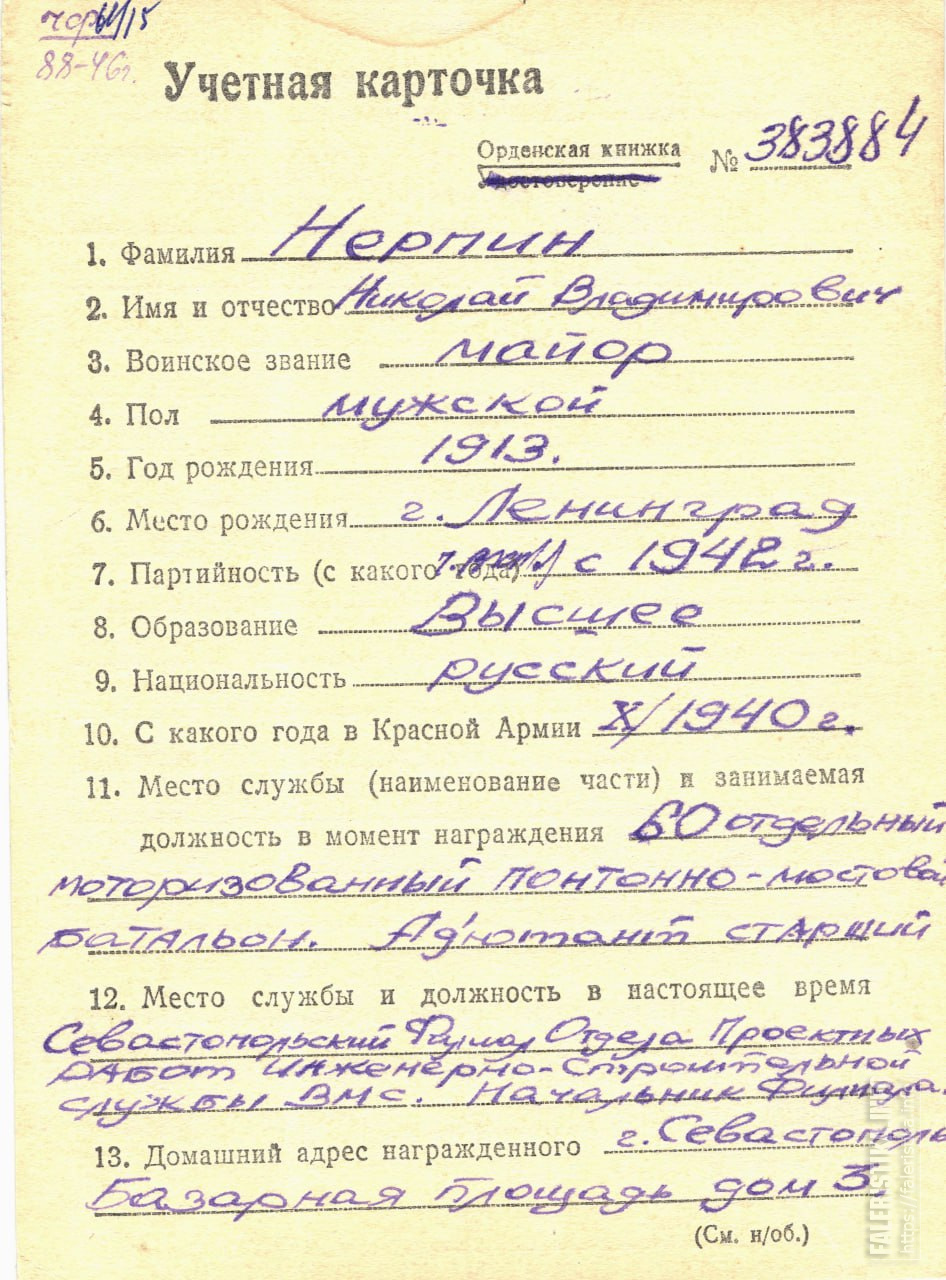 88-46г.
Учетная карточка
Орденская книжка
Удостоверение
№ 383884
1. Фамилия Нерпин
2. Имя и отчество Николай Владимирович
3. Воинское звание майор
4. Пол мужской
5. Год рождения 1913.
6. Место рождения г. Ленинград
7. Партийность (с какого года) с 1942 г.
8. Образование Высшее
9. Национальность русский
10. С какого года в Красной Армии X/1940 г.
11. Место службы (наименование части) и занимаемая
должность в момент награждения 60 отдельный
моторизованный понтонно-мостовой
батальон. Адъютант старший
12. Место службы и должность в настоящее время
Севастопольский Филиал Отдела Проектных
работ Инженерно-Строительной
службы ВМС. Начальник Филиала.
13. Домашний адрес награжденного г. Севастополь
Базарная площадь дом 3
(См. н/об.)